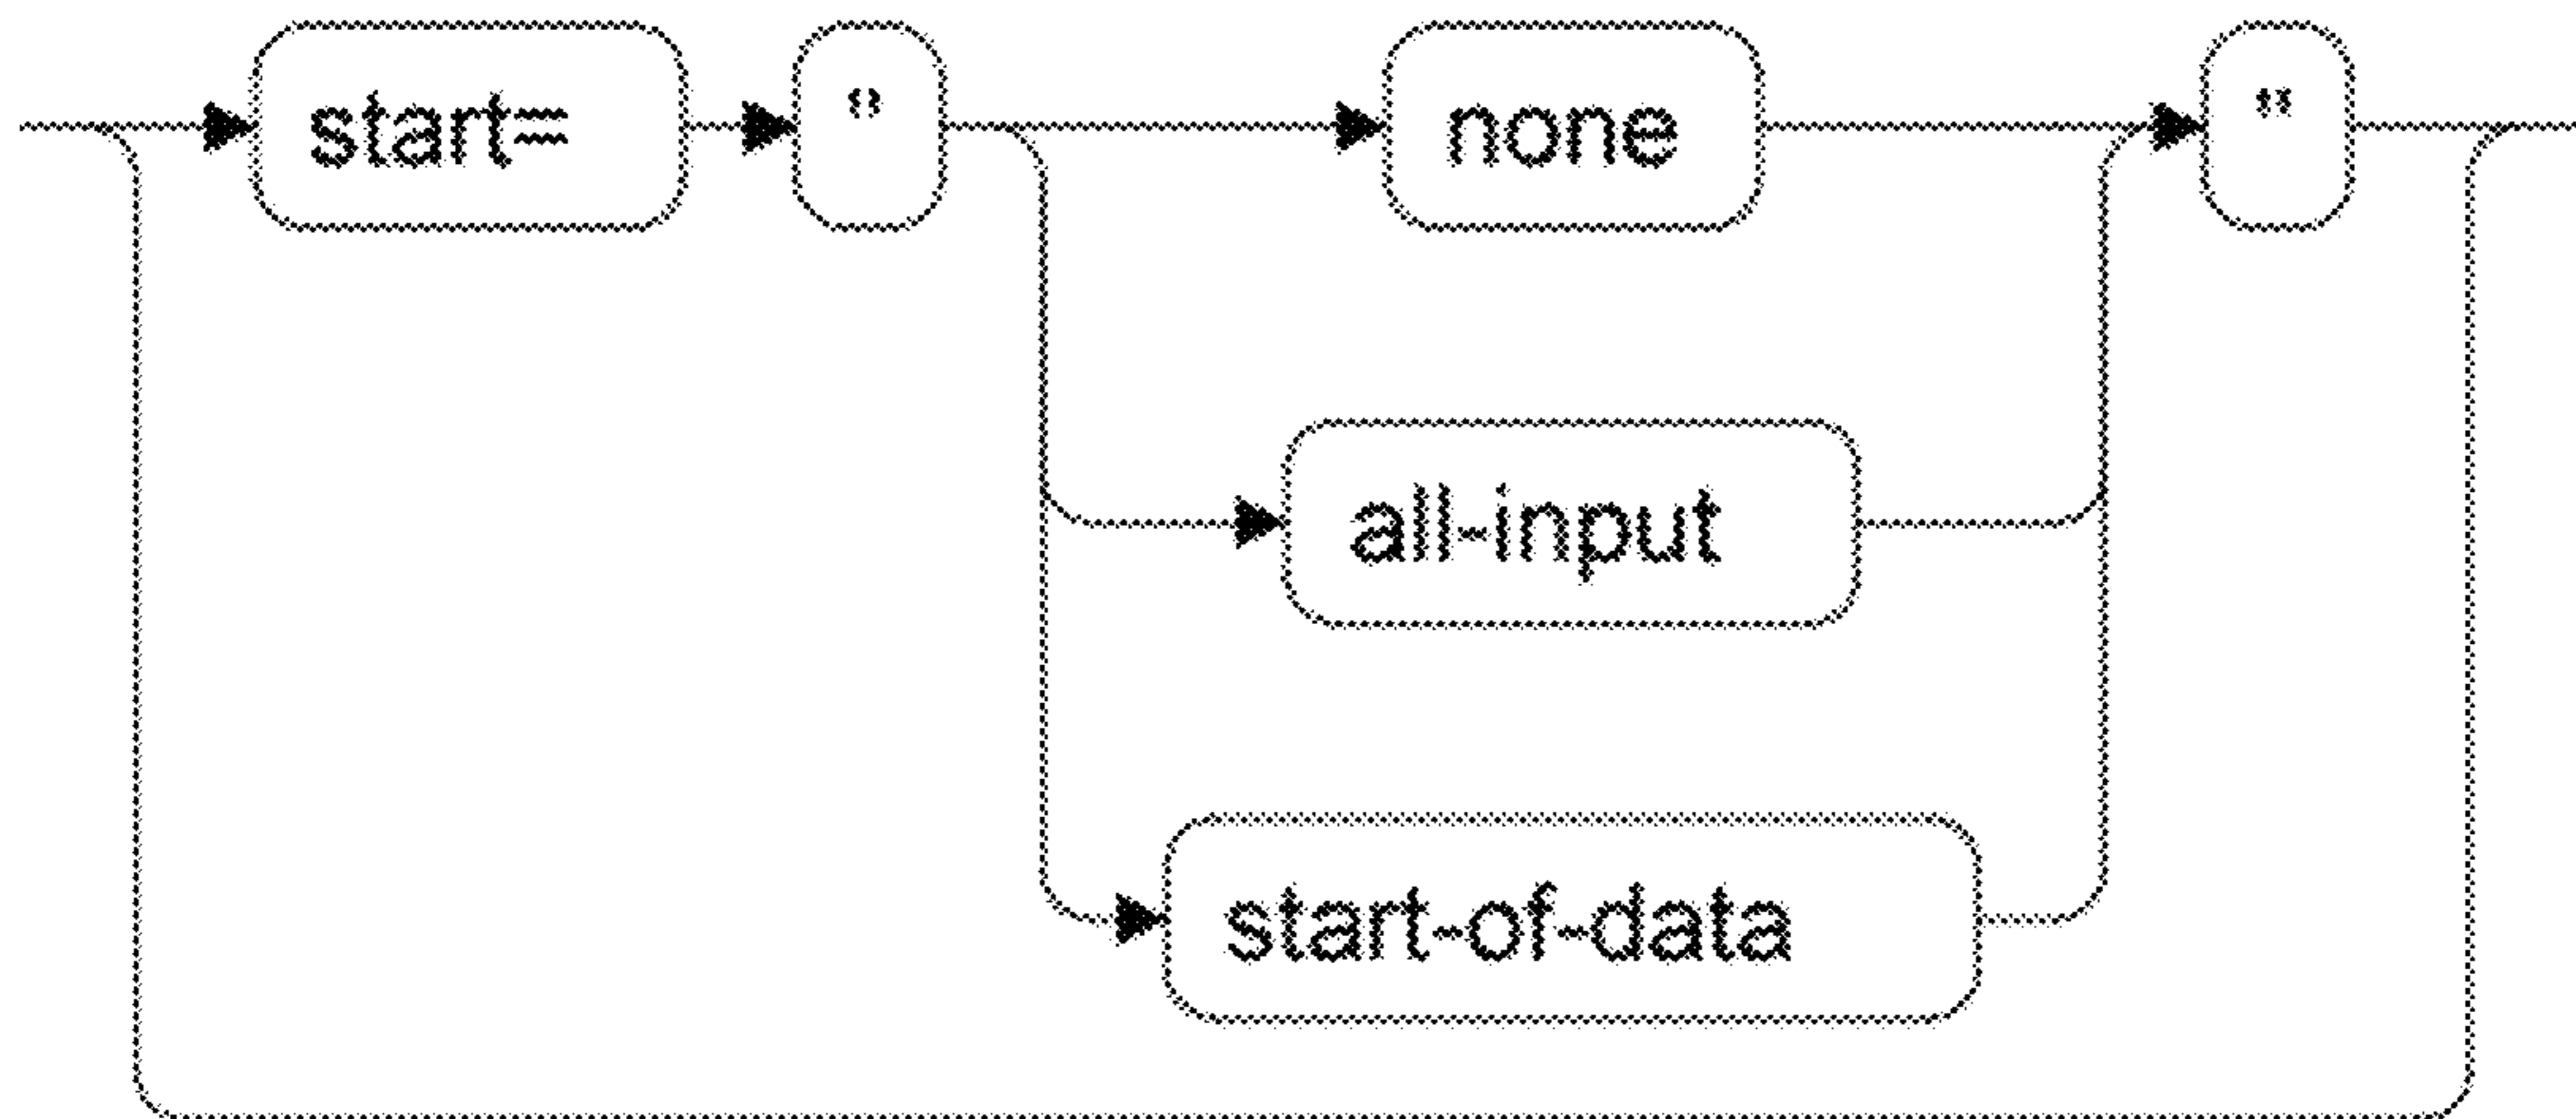 start= " none "
all-input
start-of-data